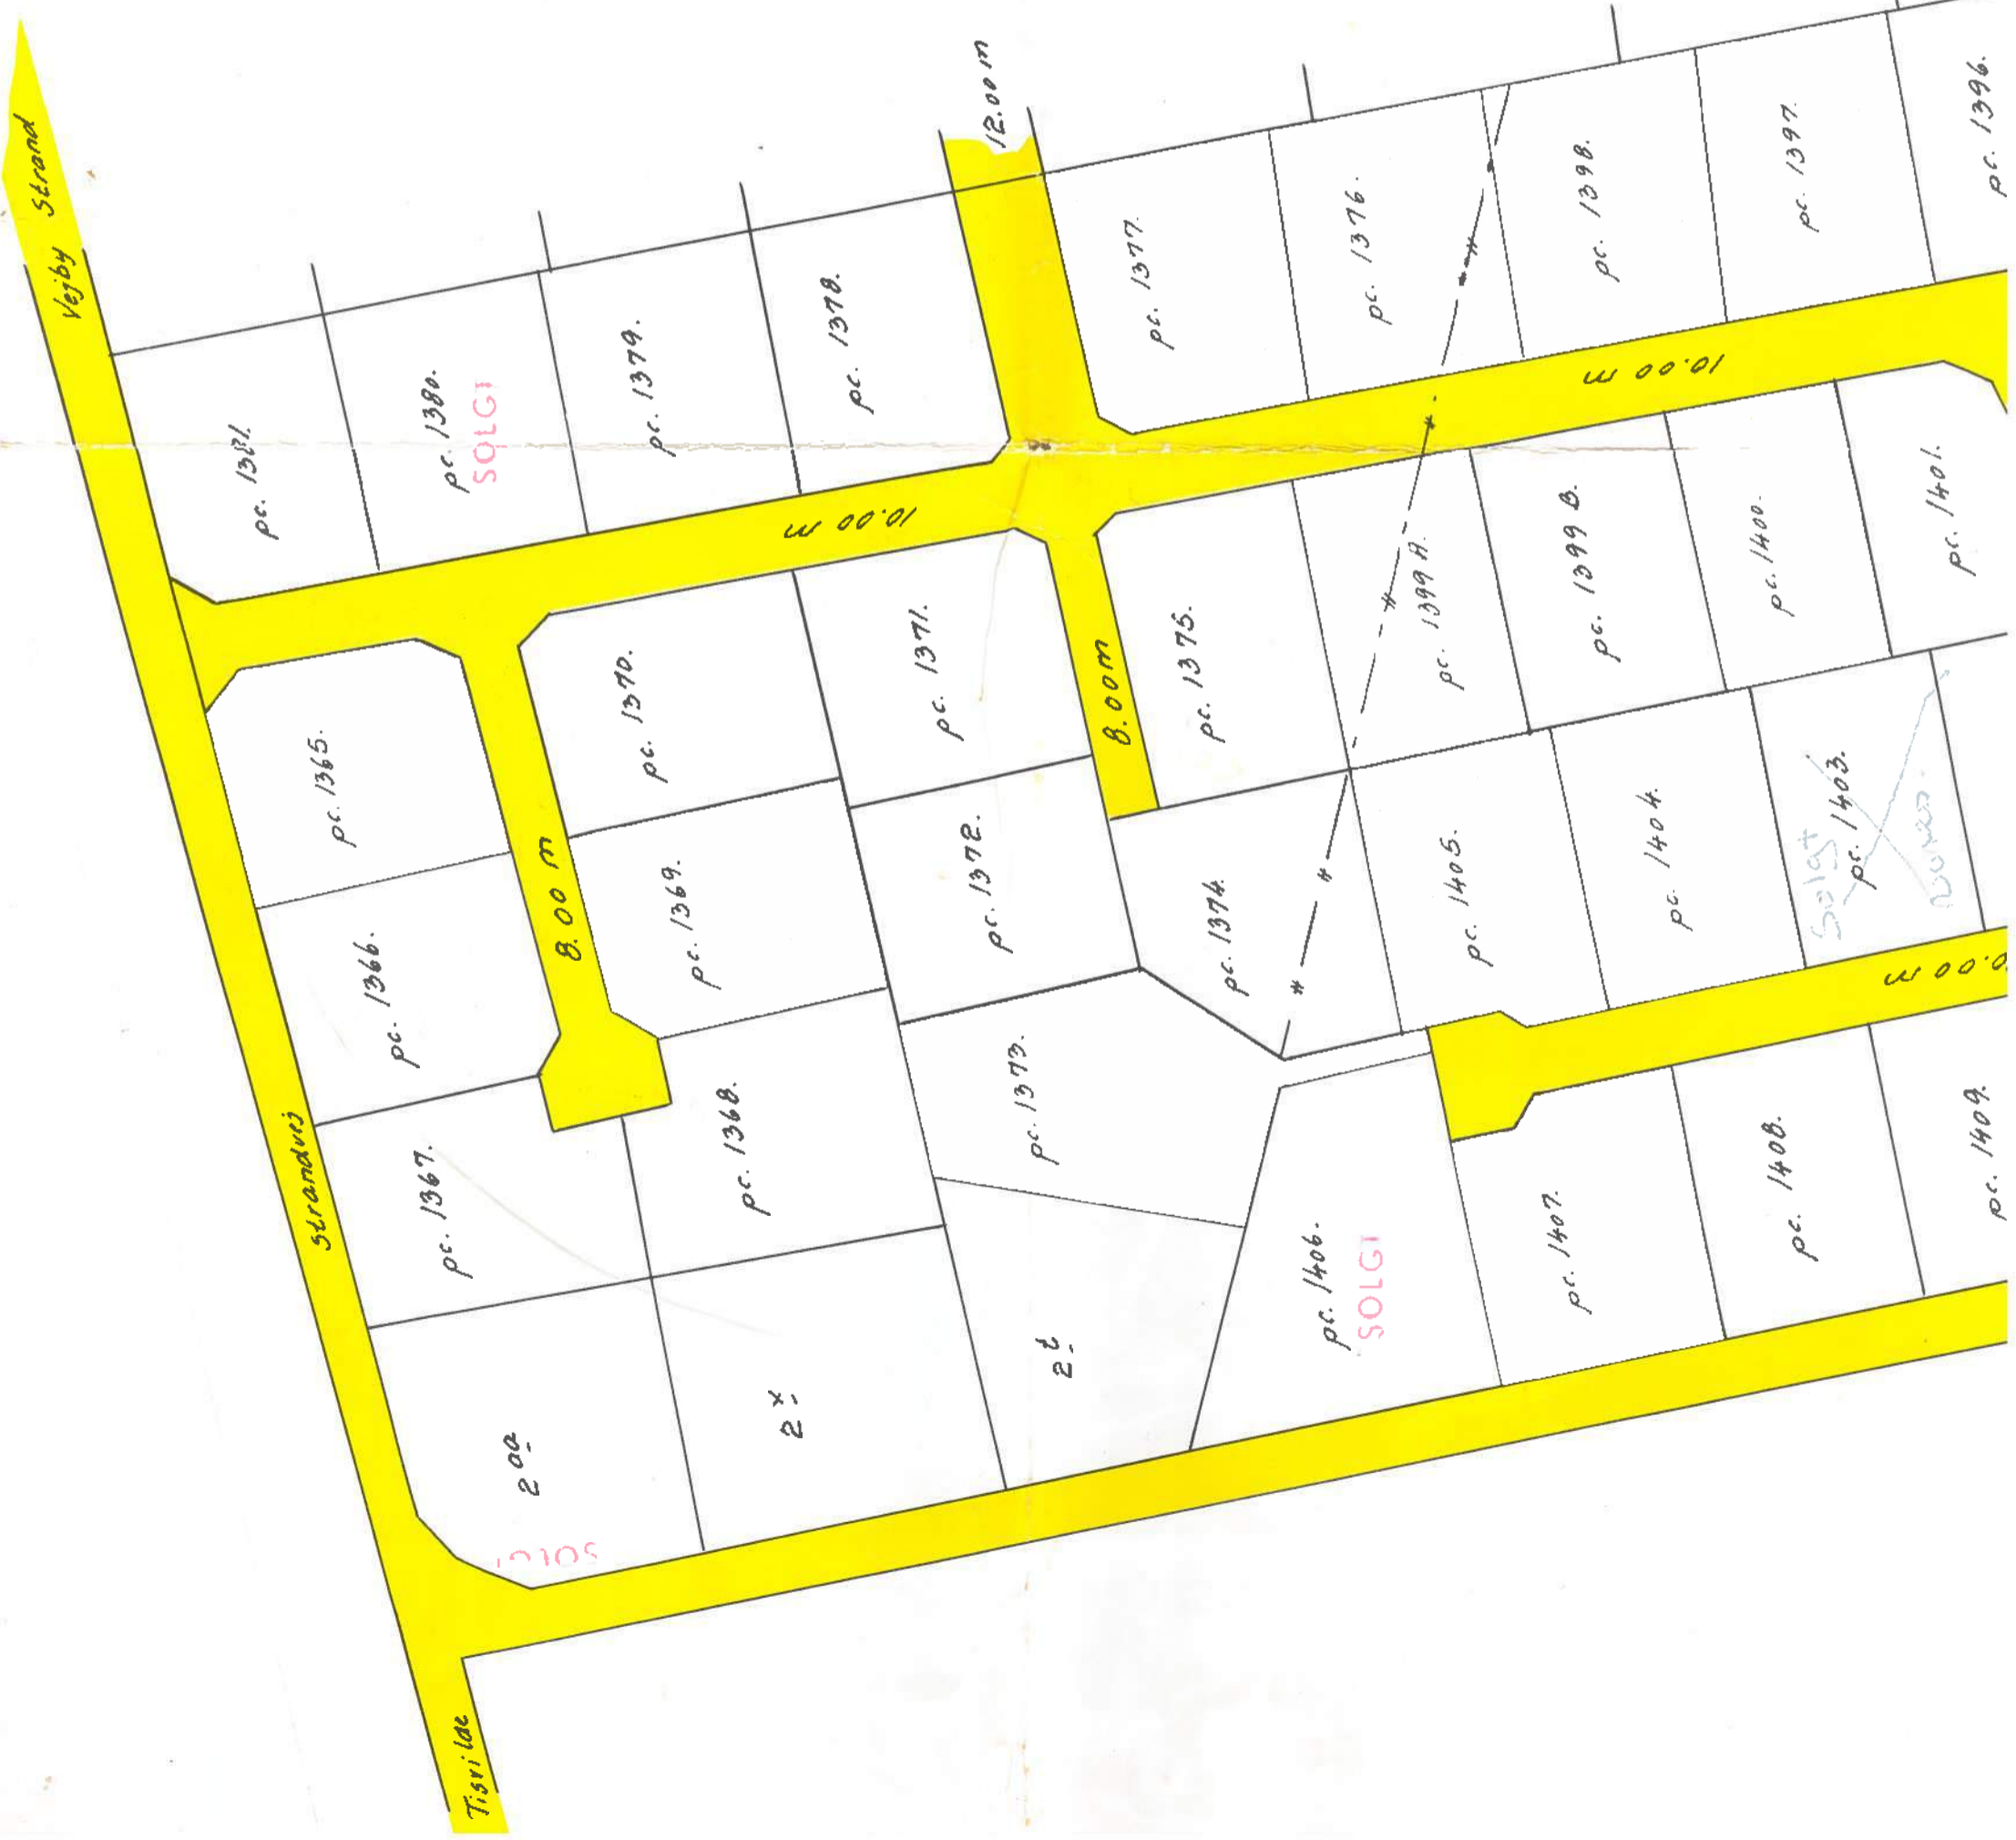 Vejby Strand
Strandvej
Tisvilde
pc. 1381.
pc. 1380.
SOLGT
pc. 1379.
pc. 1378.
12.00 m
10.00 m
pc. 1377.
pc. 1376.
pc. 1398.
pc. 1397.
pc. 1396.
10.00 m
pc. 1365.
pc. 1366.
pc. 1367.
8.00 m
pc. 1370.
pc. 1369.
pc. 1368.
pc. 1371.
pc. 1372.
pc. 1373.
8.00 m
pc. 1375.
pc. 1374.
pc. 1399 A.
pc. 1399 B.
pc. 1400.
pc. 1401.
pc. 1405.
pc. 1404.
Solgt
pc. 1403.
0.00 m
2 aa
SOLGT
2 x
2 t
pc. 1406.
SOLGT
pc. 1407.
pc. 1408.
pc. 1409.